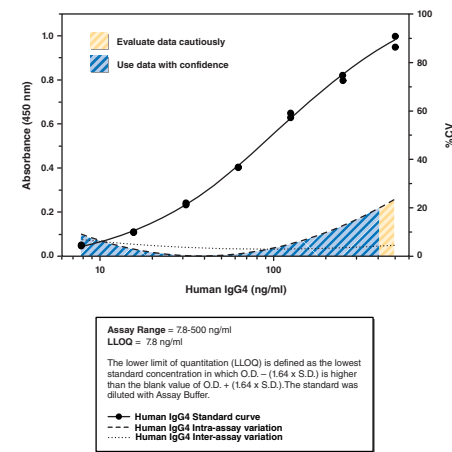 1.0
0.8
0.6
0.4
0.2
0.0
Absorbance (450 nm)
Evaluate data cautiously
Use data with confidence
100
80
60
40
20
0
%CV
10
100
Human IgG4 (ng/ml)
Assay Range = 7.8-500 ng/ml
LLOQ = 7.8 ng/ml
The lower limit of quantitation (LLOQ) is defined as the lowest
standard concentration in which O.D. – (1.64 x S.D.) is higher
than the blank value of O.D. + (1.64 x S.D.).The standard was
diluted with Assay Buffer.
Human IgG4 Standard curve
Human IgG4 Intra-assay variation
Human IgG4 Inter-assay variation